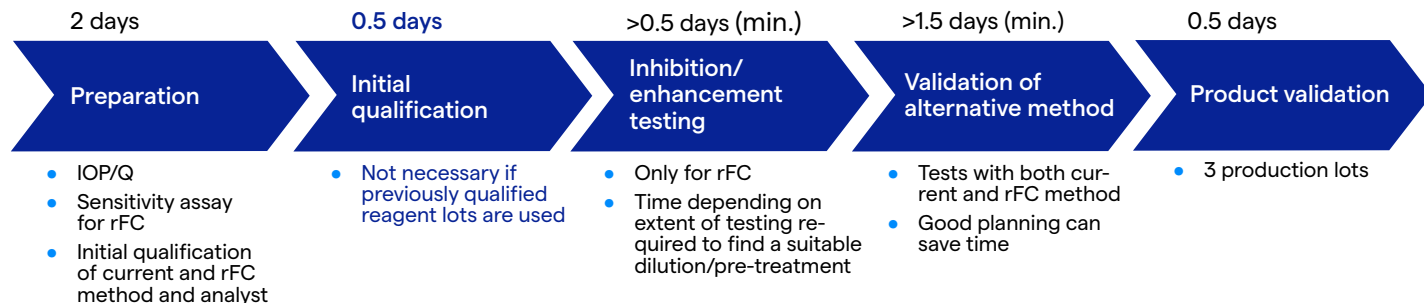 2 days
0.5 days
>0.5 days (min.)
>1.5 days (min.)
0.5 days
Preparation
Initial
qualification
Inhibition/
enhancement
testing
Validation of
alternative method
Product validation
• IOP/Q
• Sensitivity assay
for rFC
• Initial qualification
of current and rFC
method and analyst
• Not necessary if
previously qualified
reagent lots are used
• Only for rFC
• Time depending on
extent of testing re-
quired to find a suitable
dilution/pre-treatment
• Tests with both cur-
rent and rFC method
• Good planning can
save time
• 3 production lots